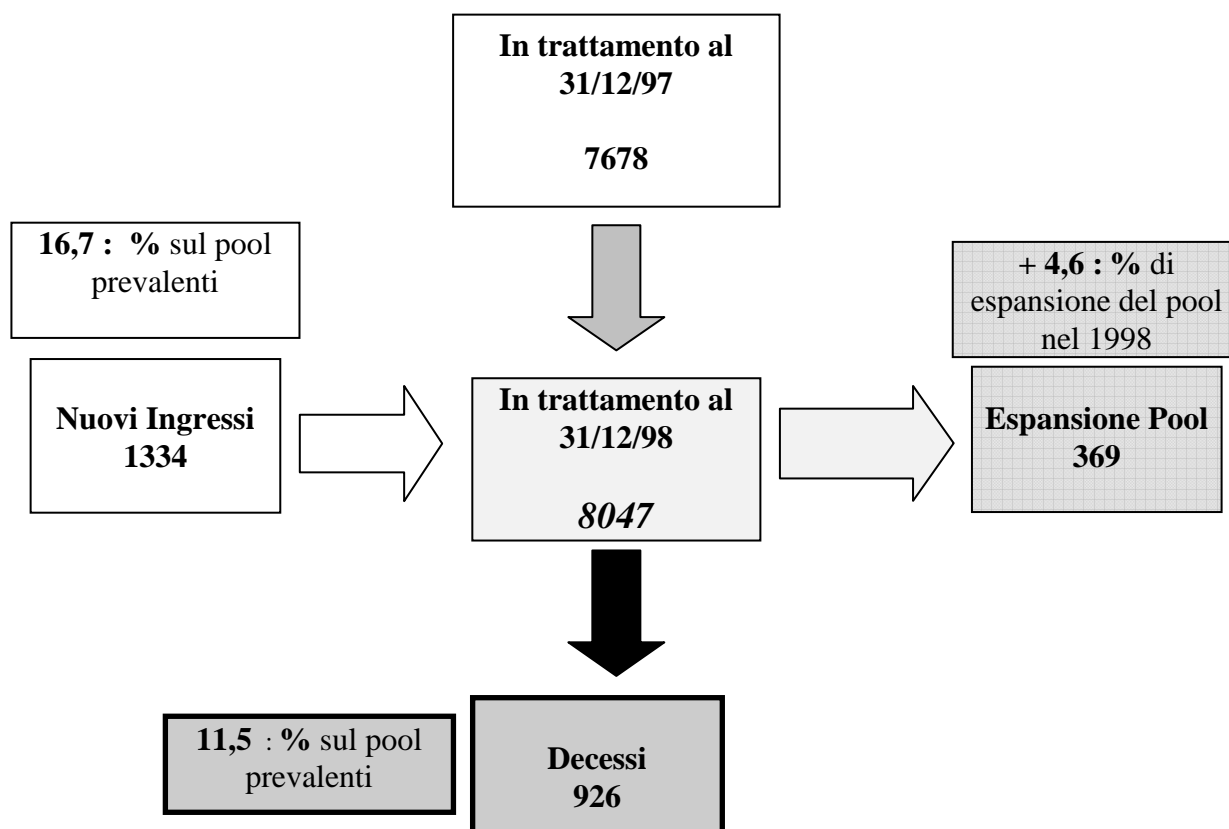 In trattamento al
31/12/97
7678
16,7 : % sul pool
prevalenti
+ 4,6 : % di
espansione del pool
nel 1998
Nuovi Ingressi
1334
In trattamento al
31/12/98
8047
Espansione Pool
369
11,5 : % sul pool
prevalenti
Decessi
926